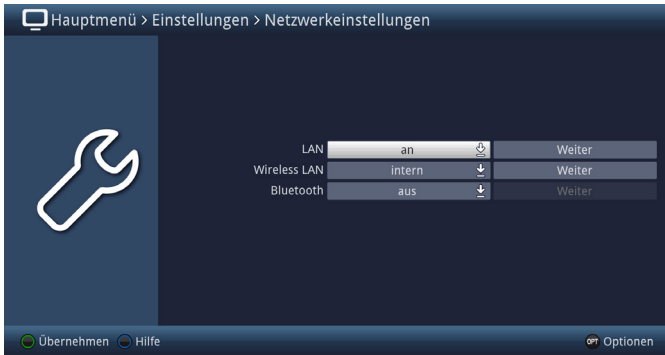 Hauptmenü > Einstellungen > Netzwerkeinstellungen
LAN an Weiter
Wireless LAN intern Weiter
Bluetooth aus Weiter
Übernehmen Hilfe OPT Optionen